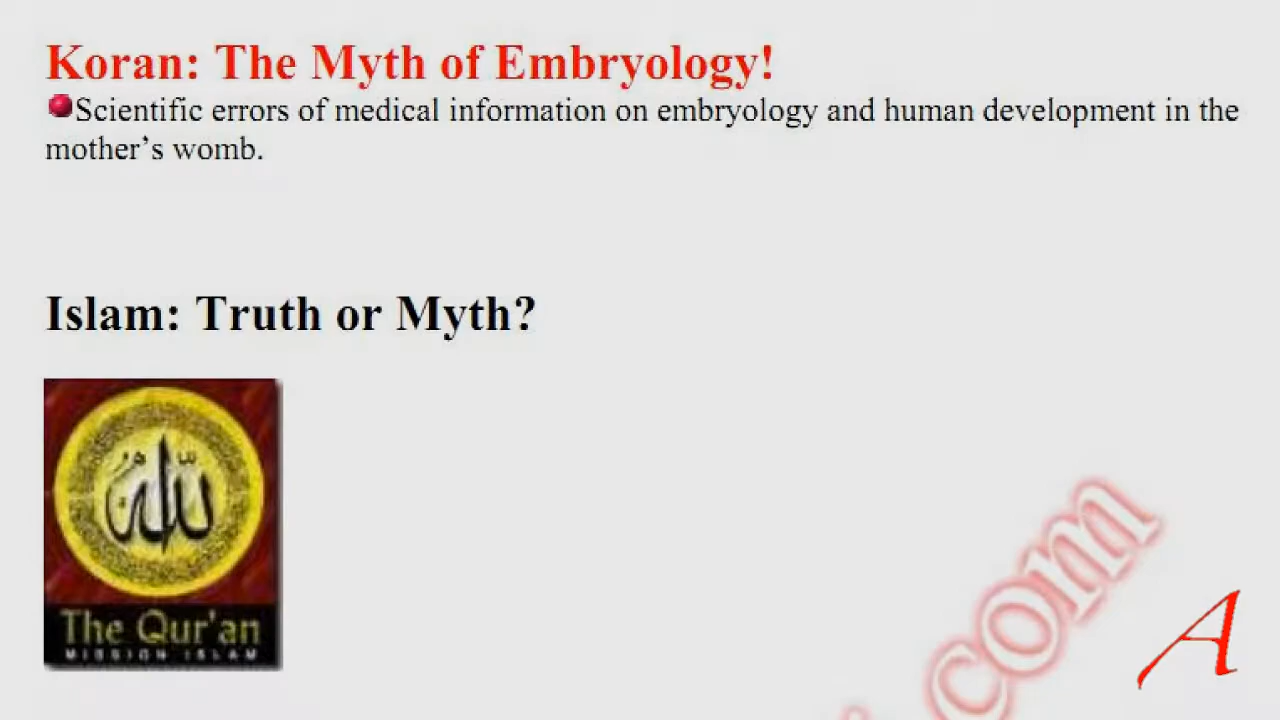 Koran: The Myth of Embryology!
Scientific errors of medical information on embryology and human development in the
mother’s womb.
Islam: Truth or Myth?
الله
The Qur'an
MISSION ISLAM
com
A